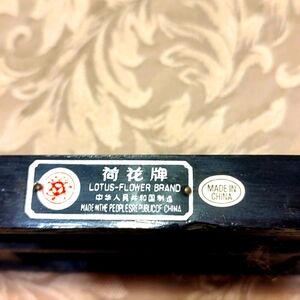 荷花牌
LOTUS-FLOWER BRAND
中华人民共和国制造
MADE IN THE PEOPLES REPUBLIC OF CHINA
MADE IN
CHINA